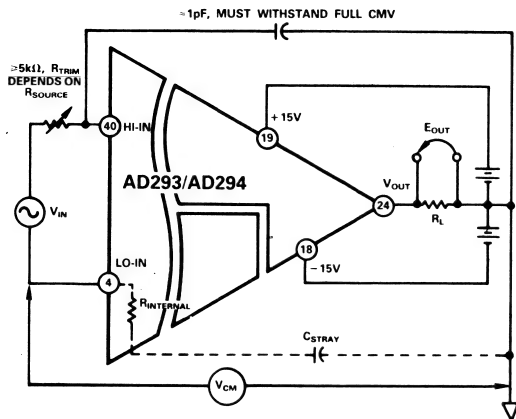 ≈1pF, MUST WITHSTAND FULL CMV
>5kΩ, RTRIM
DEPENDS ON
RSOURCE
40
HI-IN
+ 15V
19
EOUT
AD293/AD294
VOUT
24
VIN
RL
LO-IN
18
4
− 15V
RINTERNAL
CSTRAY
VCM